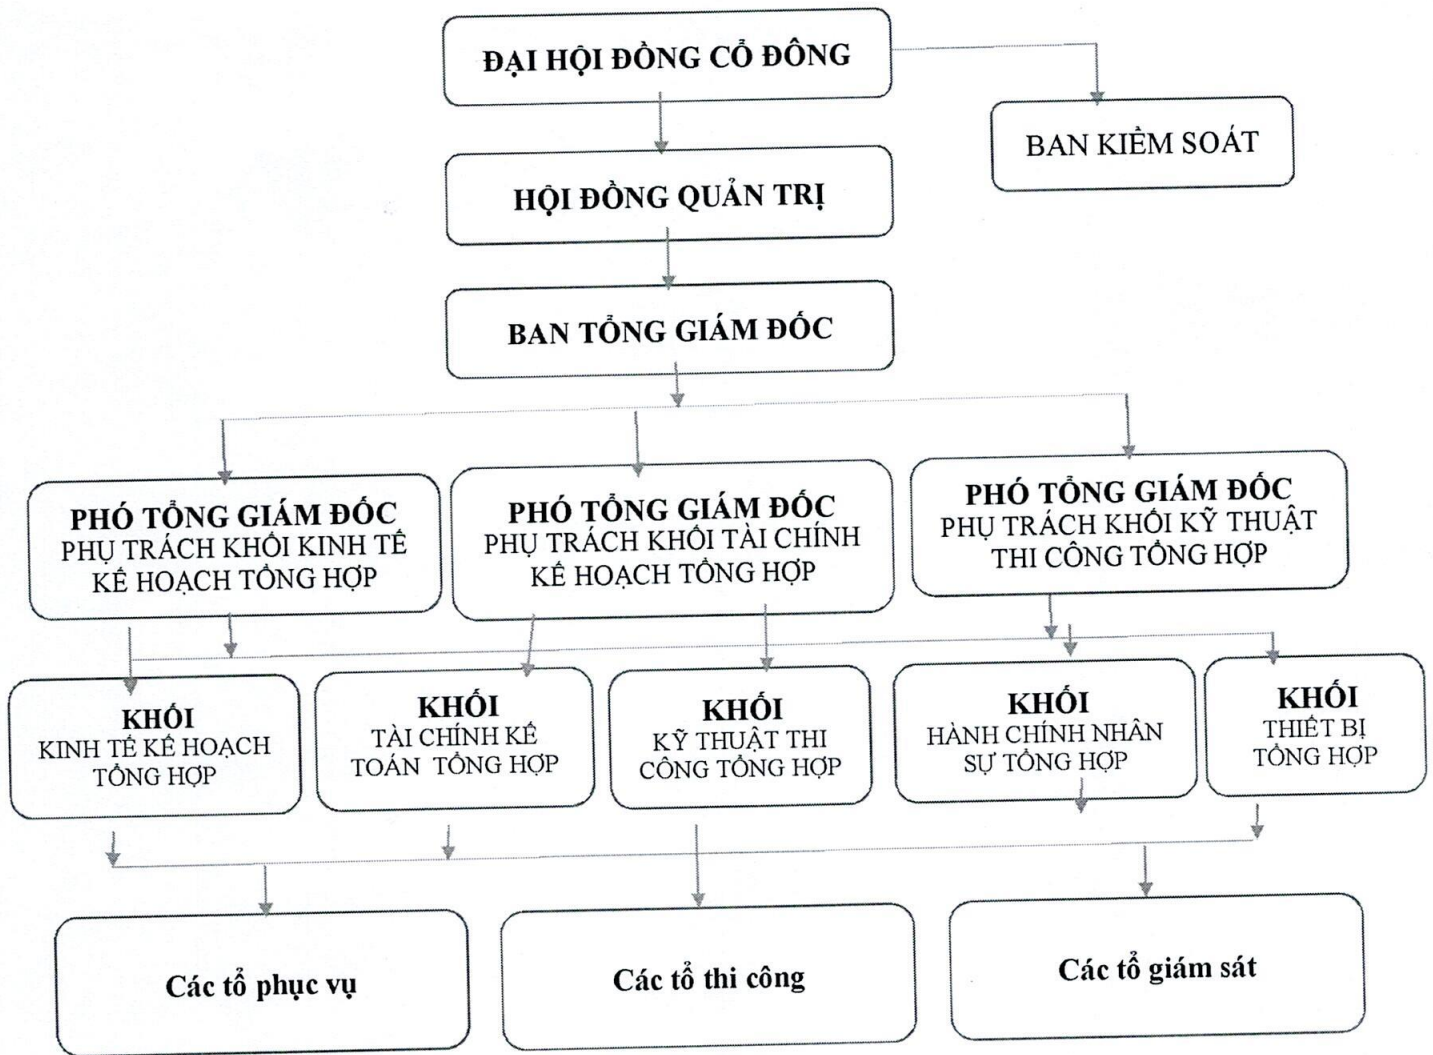 ĐẠI HỘI ĐỒNG CỔ ĐÔNG
BAN KIỂM SOÁT
HỘI ĐỒNG QUẢN TRỊ
BAN TỔNG GIÁM ĐỐC
PHÓ TỔNG GIÁM ĐỐC
PHỤ TRÁCH KHỐI KINH TẾ
KẾ HOẠCH TỔNG HỢP
PHÓ TỔNG GIÁM ĐỐC
PHỤ TRÁCH KHỐI TÀI CHÍNH
KẾ HOẠCH TỔNG HỢP
PHÓ TỔNG GIÁM ĐỐC
PHỤ TRÁCH KHỐI KỸ THUẬT
THI CÔNG TỔNG HỢP
KHỐI
KINH TẾ KẾ HOẠCH
TỔNG HỢP
KHỐI
TÀI CHÍNH KẾ
TOÁN TỔNG HỢP
KHỐI
KỸ THUẬT THI
CÔNG TỔNG HỢP
KHỐI
HÀNH CHÍNH NHÂN
SỰ TỔNG HỢP
KHỐI
THIẾT BỊ
TỔNG HỢP
Các tổ phục vụ
Các tổ thi công
Các tổ giám sát